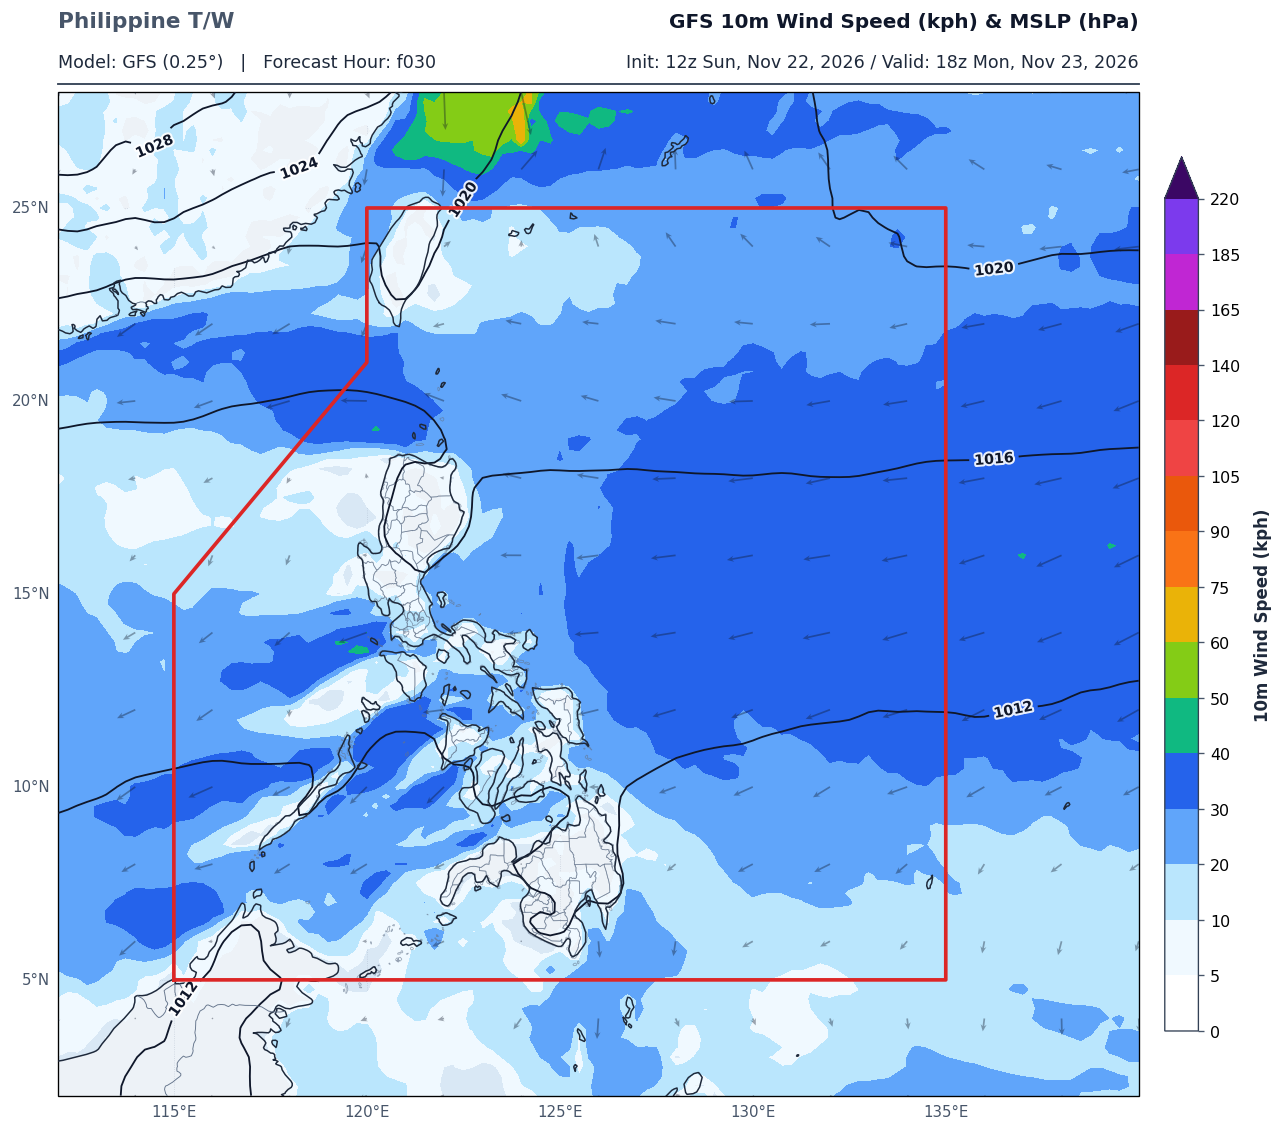 Philippine T/W
GFS 10m Wind Speed (kph) & MSLP (hPa)
Model: GFS (0.25°) | Forecast Hour: f030
Init: 12z Sun, Nov 22, 2026 / Valid: 18z Mon, Nov 23, 2026
1028
1024
1020
1020
1016
1012
1012
25°N
20°N
15°N
10°N
5°N
115°E
120°E
125°E
130°E
135°E
220
185
165
140
120
105
90
75
60
50
40
30
20
10
5
0
10m Wind Speed (kph)